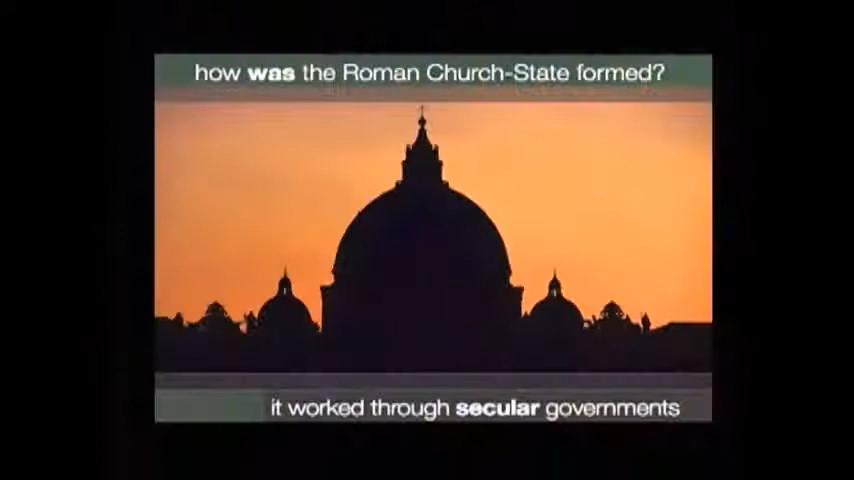 how was the Roman Church-State formed?
it worked through secular governments